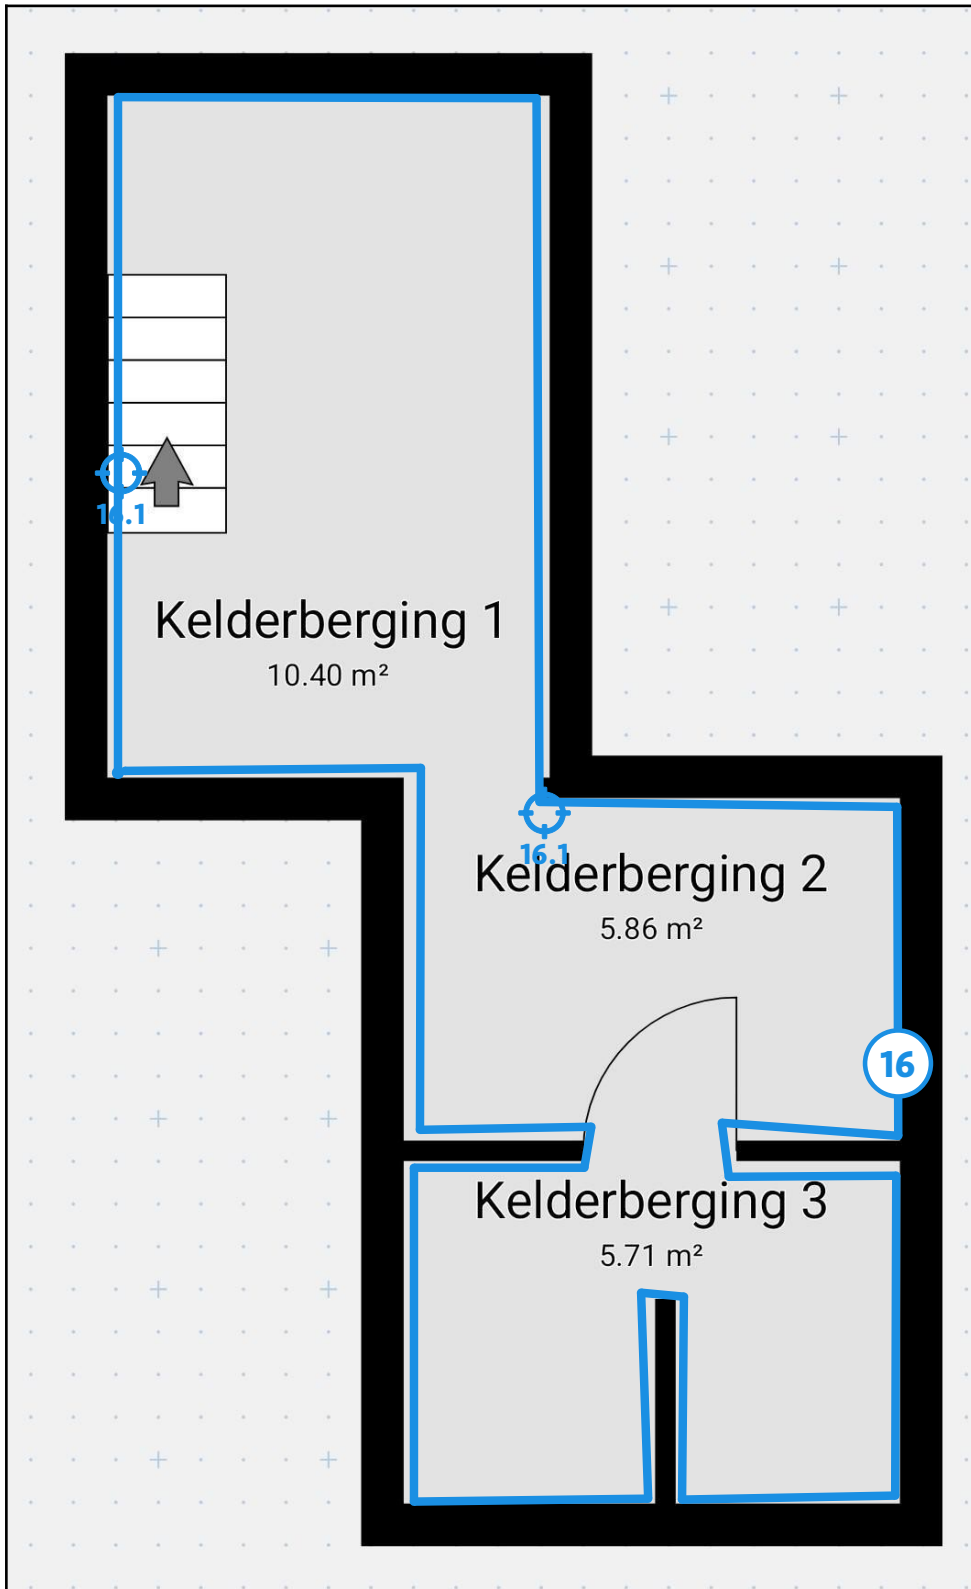 16.1
Kelderberging 1
10.40 m²
16.1
Kelderberging 2
5.86 m²
16
Kelderberging 3
5.71 m²